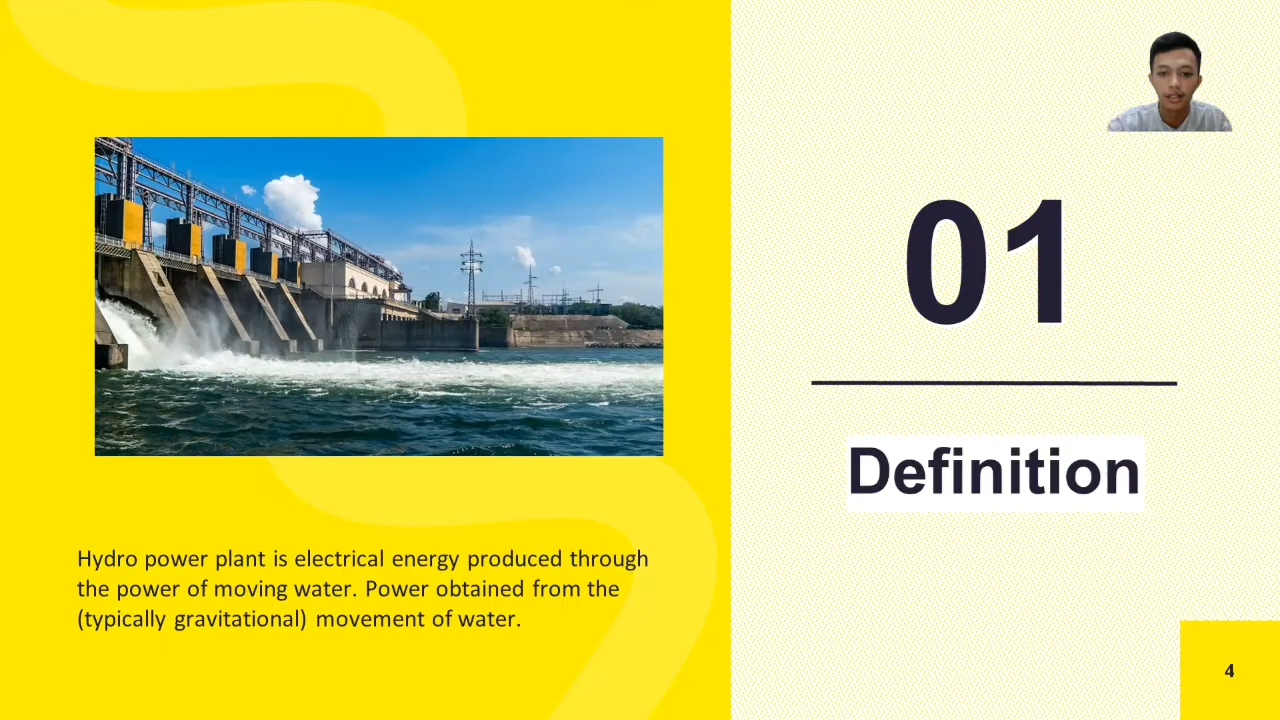 Hydro power plant is electrical energy produced through
the power of moving water. Power obtained from the
(typically gravitational) movement of water.
01
Definition
4